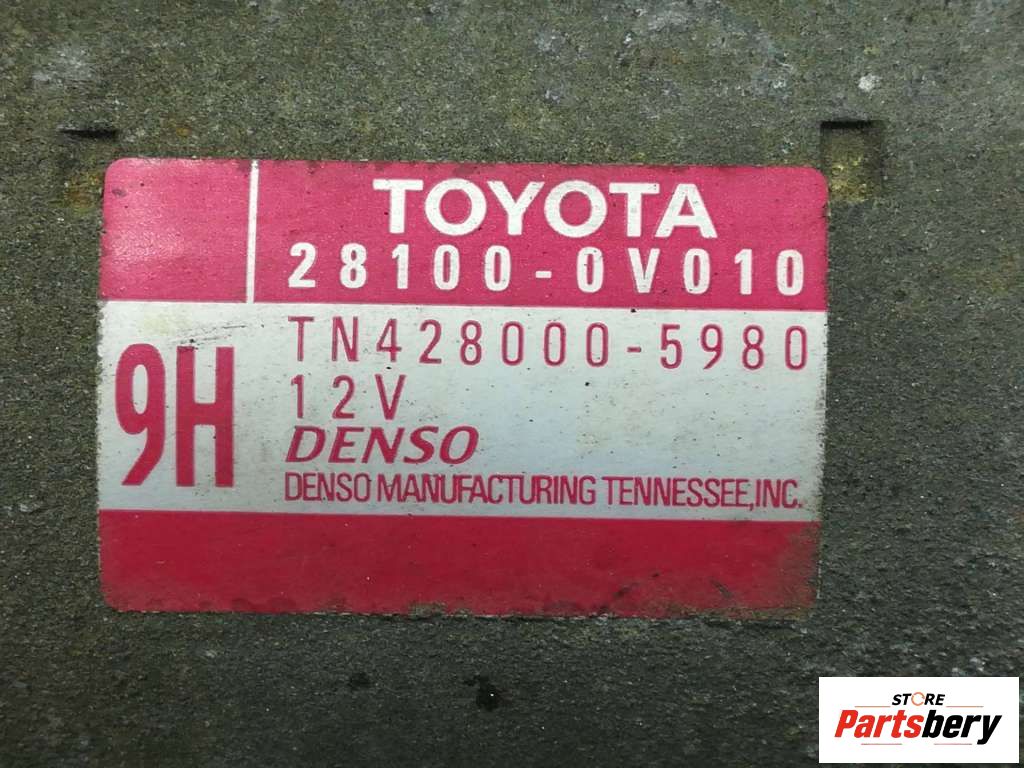 TOYOTA
28100-0V010
9H
TN428000-5980
12V
DENSO
DENSO MANUFACTURING TENNESSEE, INC.
STORE
Partsbery